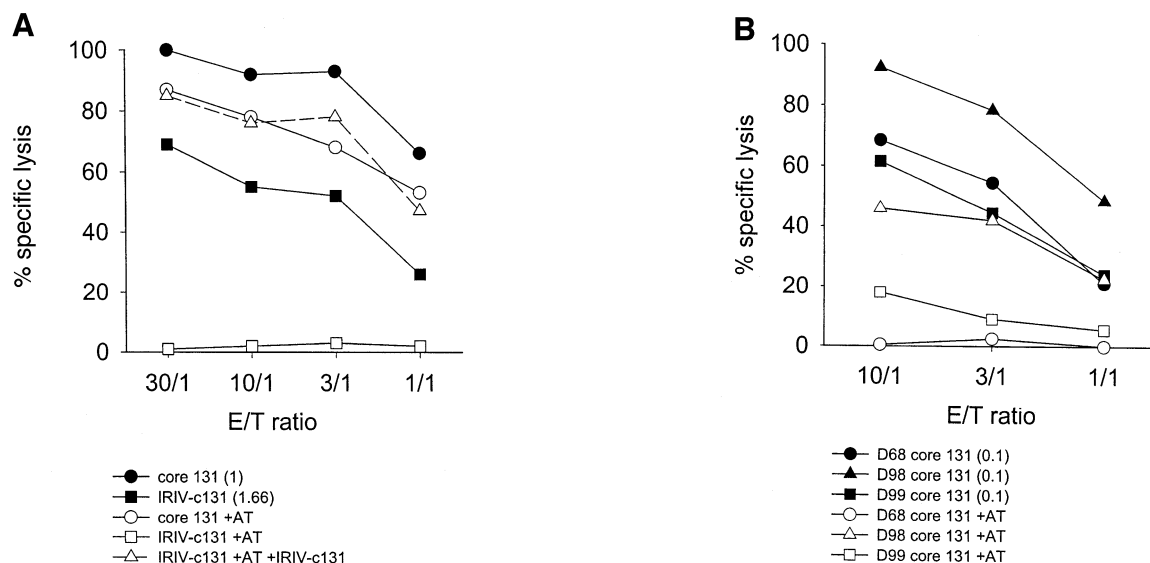 A
100
80
60
40
20
0
% specific lysis
30/1 10/1 3/1 1/1
E/T ratio
core 131 (1)
IRIV-c131 (1.66)
core 131 +AT
IRIV-c131 +AT
IRIV-c131 +AT +IRIV-c131
B
100
80
60
40
20
0
% specific lysis
10/1 3/1 1/1
E/T ratio
D68 core 131 (0.1)
D98 core 131 (0.1)
D99 core 131 (0.1)
D68 core 131 +AT
D98 core 131 +AT
D99 core 131 +AT